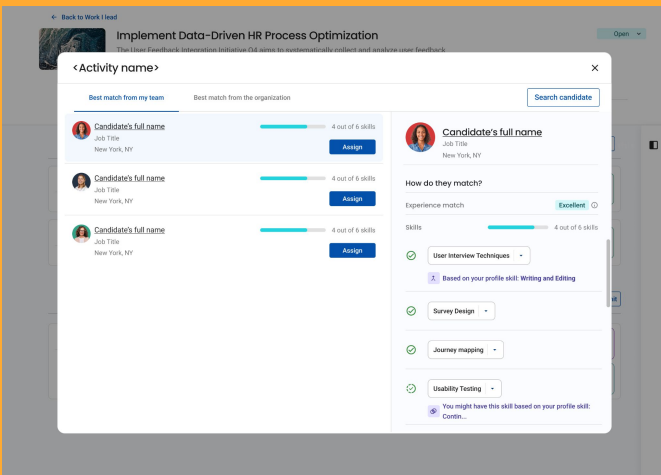 ← Back to Work I lead
Implement Data-Driven HR Process Optimization
The User Feedback Integration Initiative Q4 aims to systematically collect and analyze user feedback
Open
<Activity name>
Best match from my team
Best match from the organization
Search candidate
Candidate's full name
4 out of 6 skills
Job Title
New York, NY
Assign
Candidate's full name
4 out of 6 skills
Job Title
New York, NY
Assign
Candidate's full name
4 out of 6 skills
Job Title
New York, NY
Assign
Candidate's full name
Job Title
New York, NY
How do they match?
Experience match
Excellent
Skills
4 out of 6 skills
User Interview Techniques
Based on your profile skill: Writing and Editing
Survey Design
Journey mapping
Usability Testing
You might have this skill based on your profile skill:
Contin...